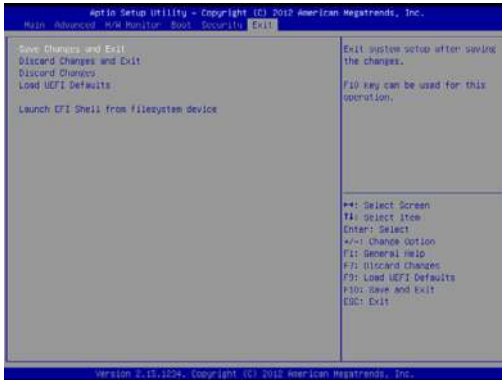 Aptio Setup Utility - Copyright (C) 2012 American Megatrends, Inc.
Main Advanced H/W Monitor Boot Security Exit
Save Changes and Exit
Discard Changes and Exit
Discard Changes
Load UEFI Defaults
Launch EFI Shell from filesystem device
Exit system setup after saving
the changes.
F10 key can be used for this
operation.
→←: Select Screen
↑↓: Select Item
Enter: Select
+/-: Change Option
F1: General Help
F7: Discard Changes
F9: Load UEFI Defaults
F10: Save and Exit
ESC: Exit
Version 2.15.1234. Copyright (C) 2012 American Megatrends, Inc.